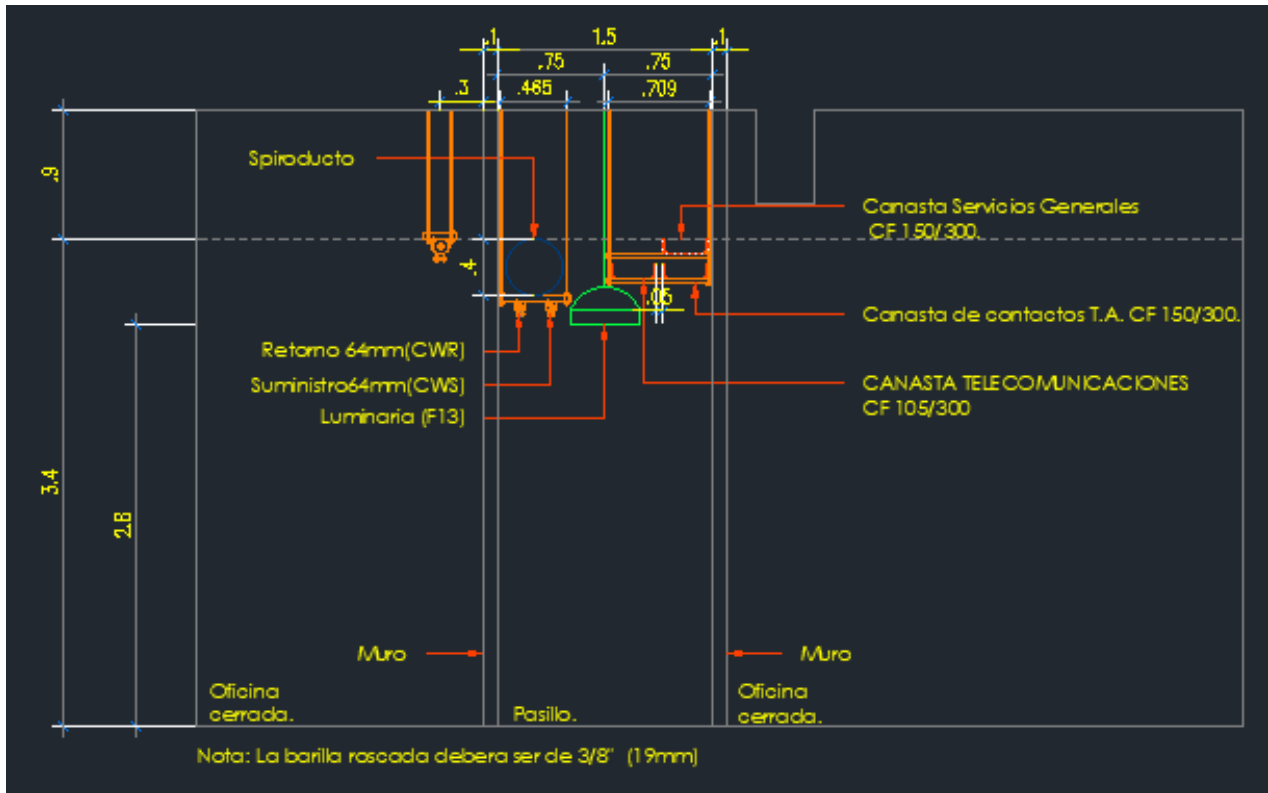 .1
1.5
.1
.75
.75
.3
.465
.709
Spiroducto
.9
Canasta Servicios Generales
CF 150/300.
.4
.05
Canasta de contactos T.A. CF 150/300.
Retorno 64mm(CWR)
Suministro64mm(CWS)
CANASTA TELECOMUNICACIONES
CF 105/300
Luminaria (F13)
3.4
2.8
Muro
Muro
Oficina
cerrada.
Pasillo.
Oficina
cerrada.
Nota: La barilla roscada debera ser de 3/8" (19mm)